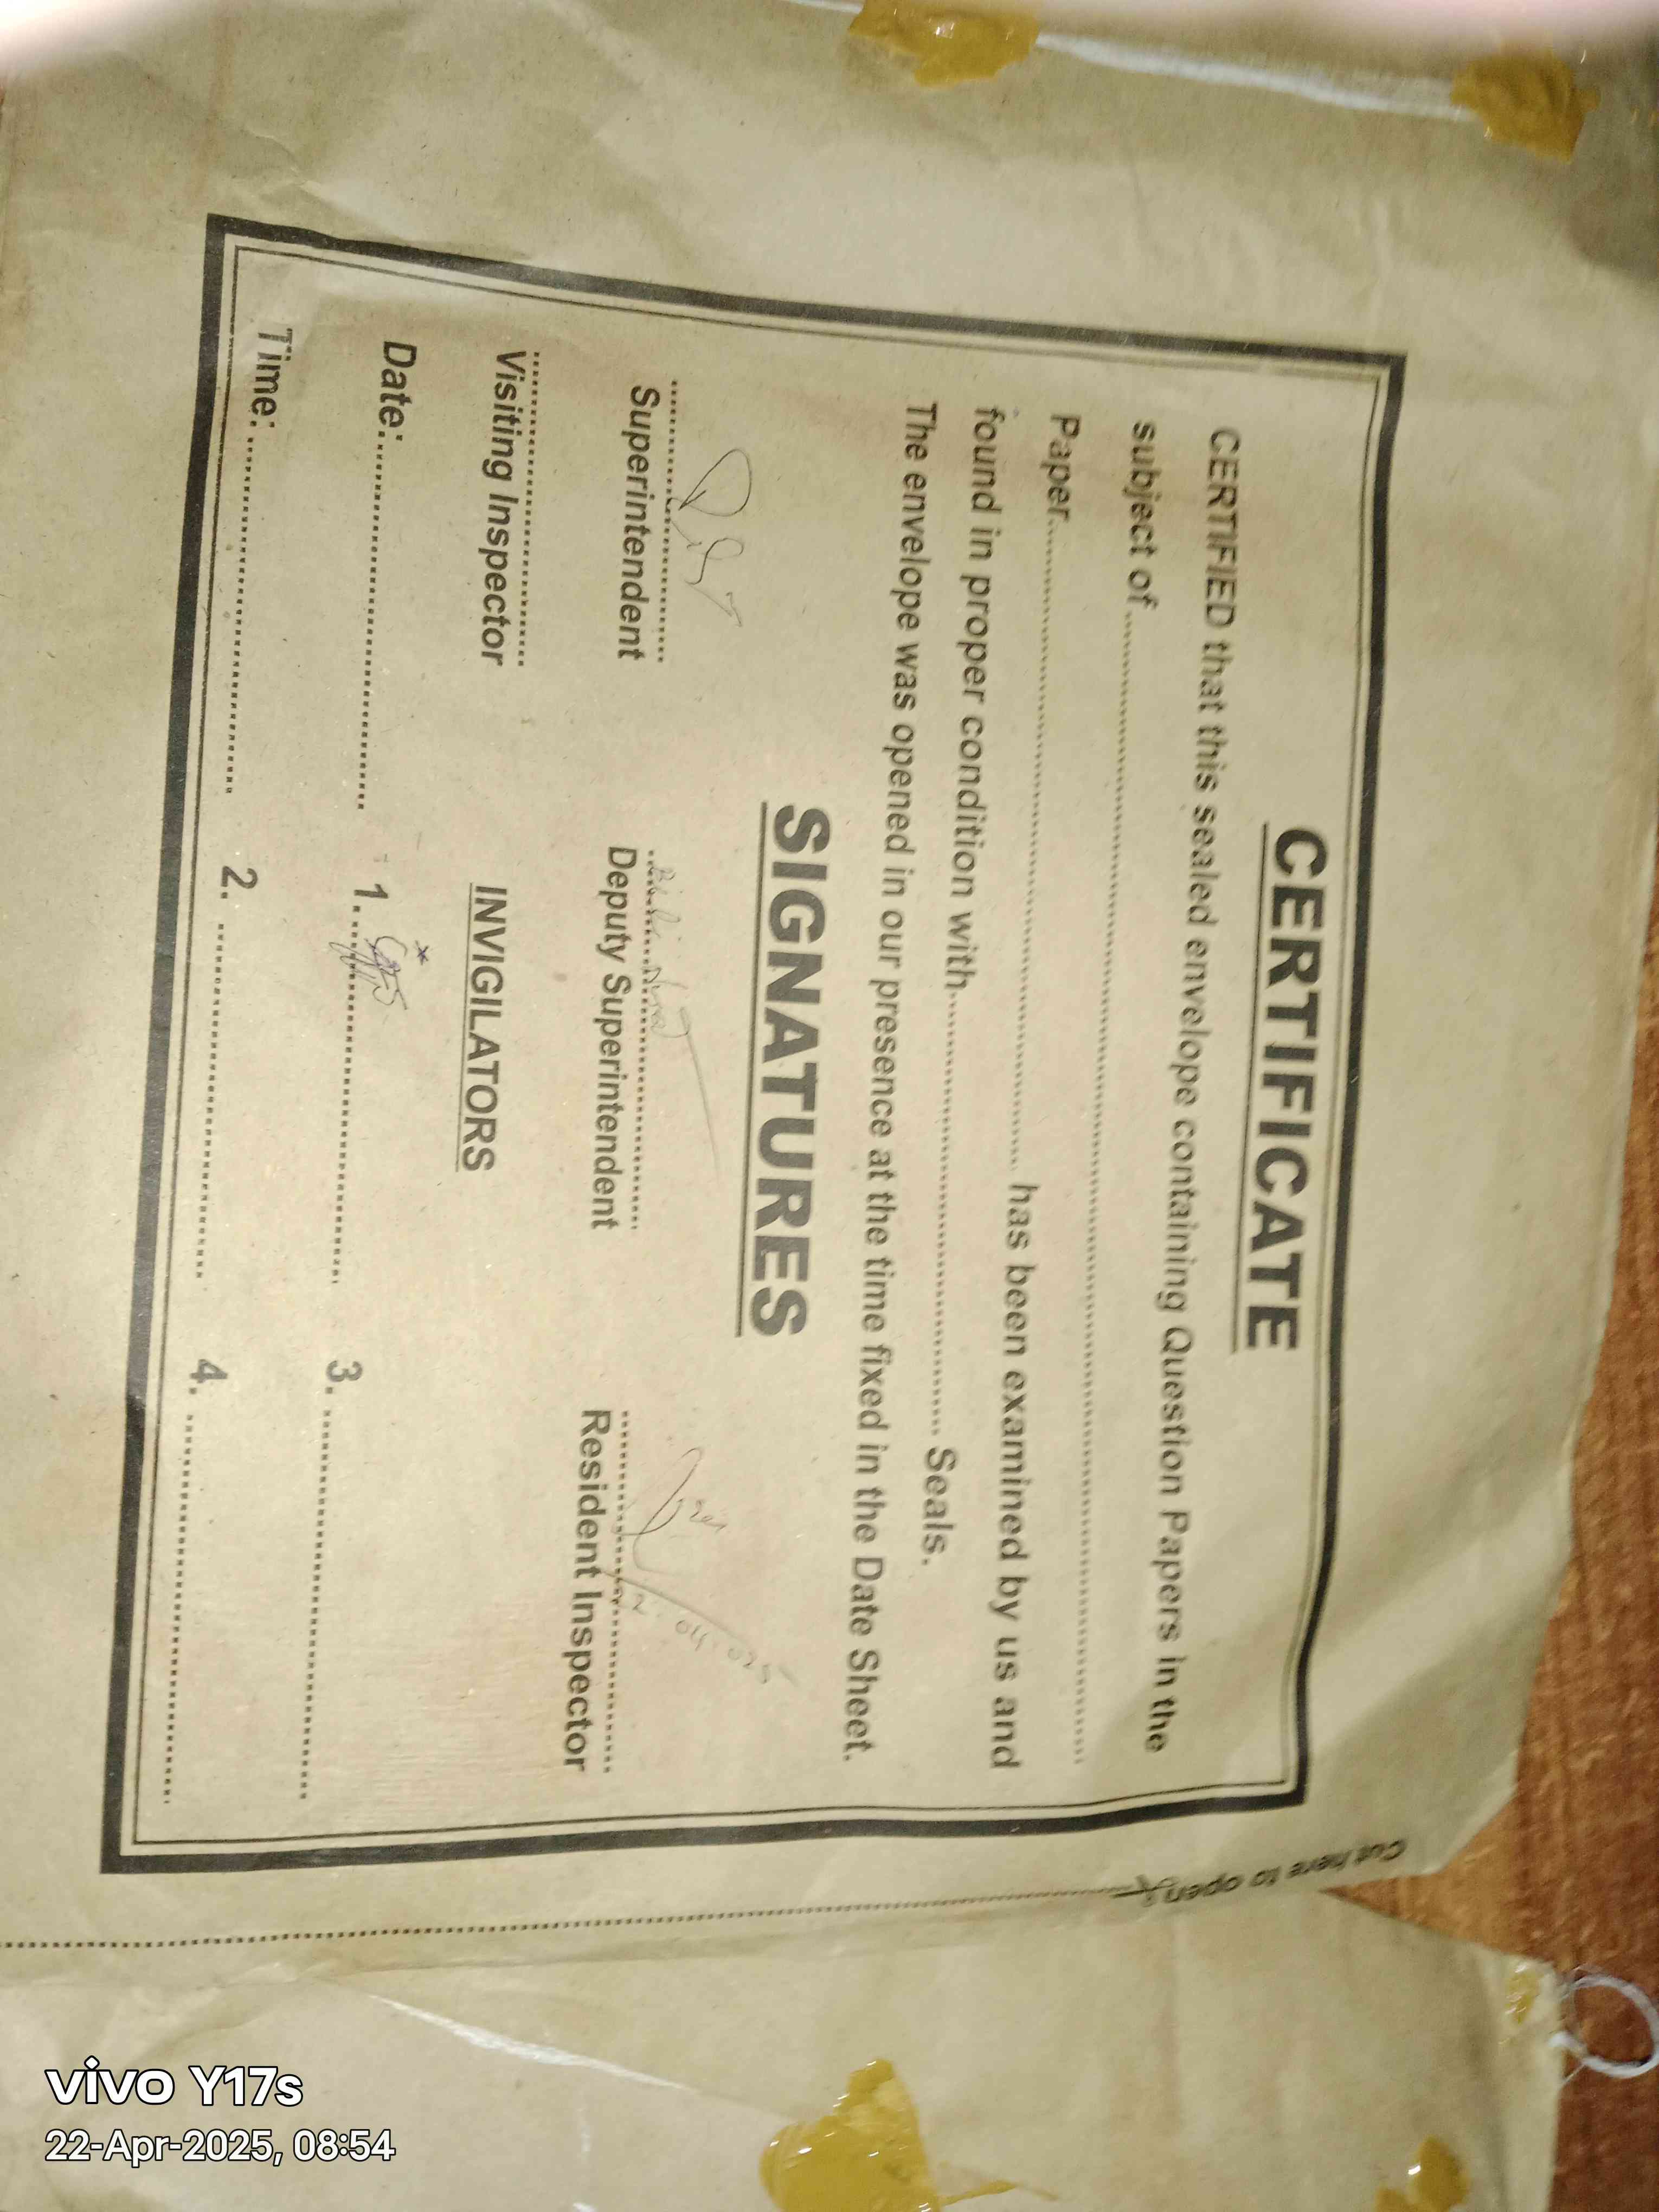 CERTIFICATE
CERTIFIED that this sealed envelope containing Question Papers in the
subject of
Paper has been examined by us and
found in proper condition with Seals.
The envelope was opened in our presence at the time fixed in the Date Sheet.
SIGNATURES
Superintendent Deputy Superintendent Resident Inspector
Visiting Inspector INVIGILATORS
Date: 1. 3.
Time: 2. 4.
Cut here to open
vivo Y17s
22-Apr-2025, 08:54